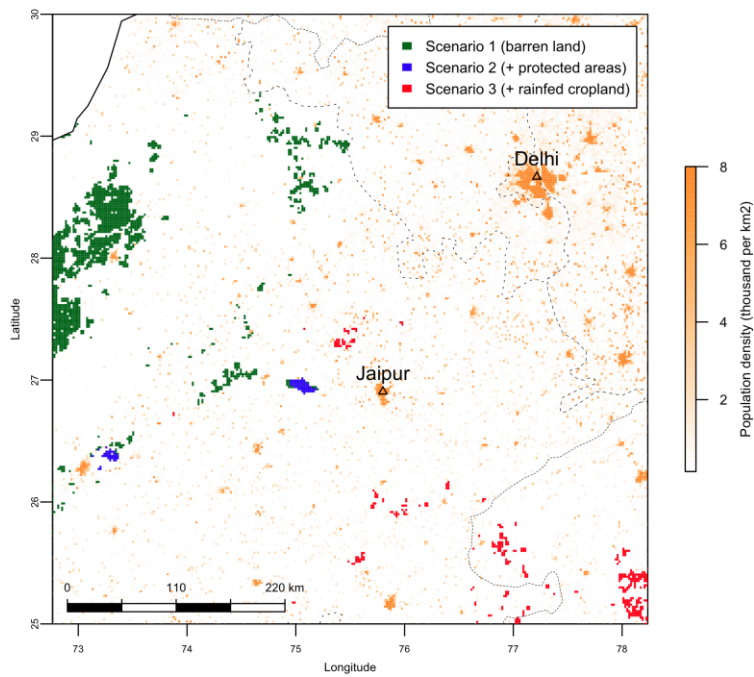 Scenario 1 (barren land)
Scenario 2 (+ protected areas)
Scenario 3 (+ rainfed cropland)
Delhi
Jaipur
30
29
28
27
26
25
Latitude
0 110 220 km
73 74 75 76 77 78
Longitude
8
6
4
2
Population density (thousand per km2)